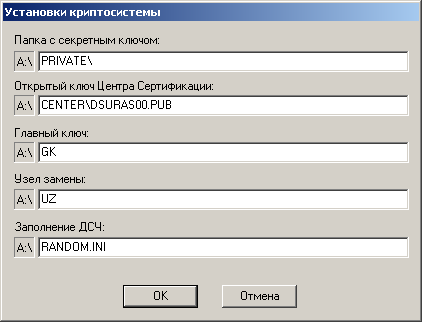 Установки криптосистемы
Папка с секретным ключом:
A:\ PRIVATE\
Открытый ключ Центра Сертификации:
A:\ CENTER\DSURAS00.PUB
Главный ключ:
A:\ GK
Узел замены:
A:\ UZ
Заполнение ДСЧ:
A:\ RANDOM.INI
OK Отмена